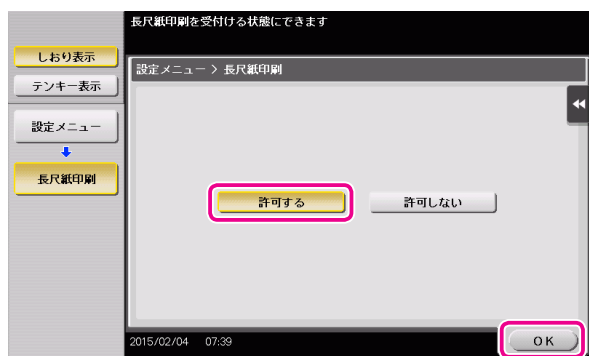 長尺紙印刷を受付ける状態にできます
しおり表示
テンキー表示
設定メニュー
長尺紙印刷
設定メニュー > 長尺紙印刷
許可する
許可しない
2015/02/04 07:39
OK